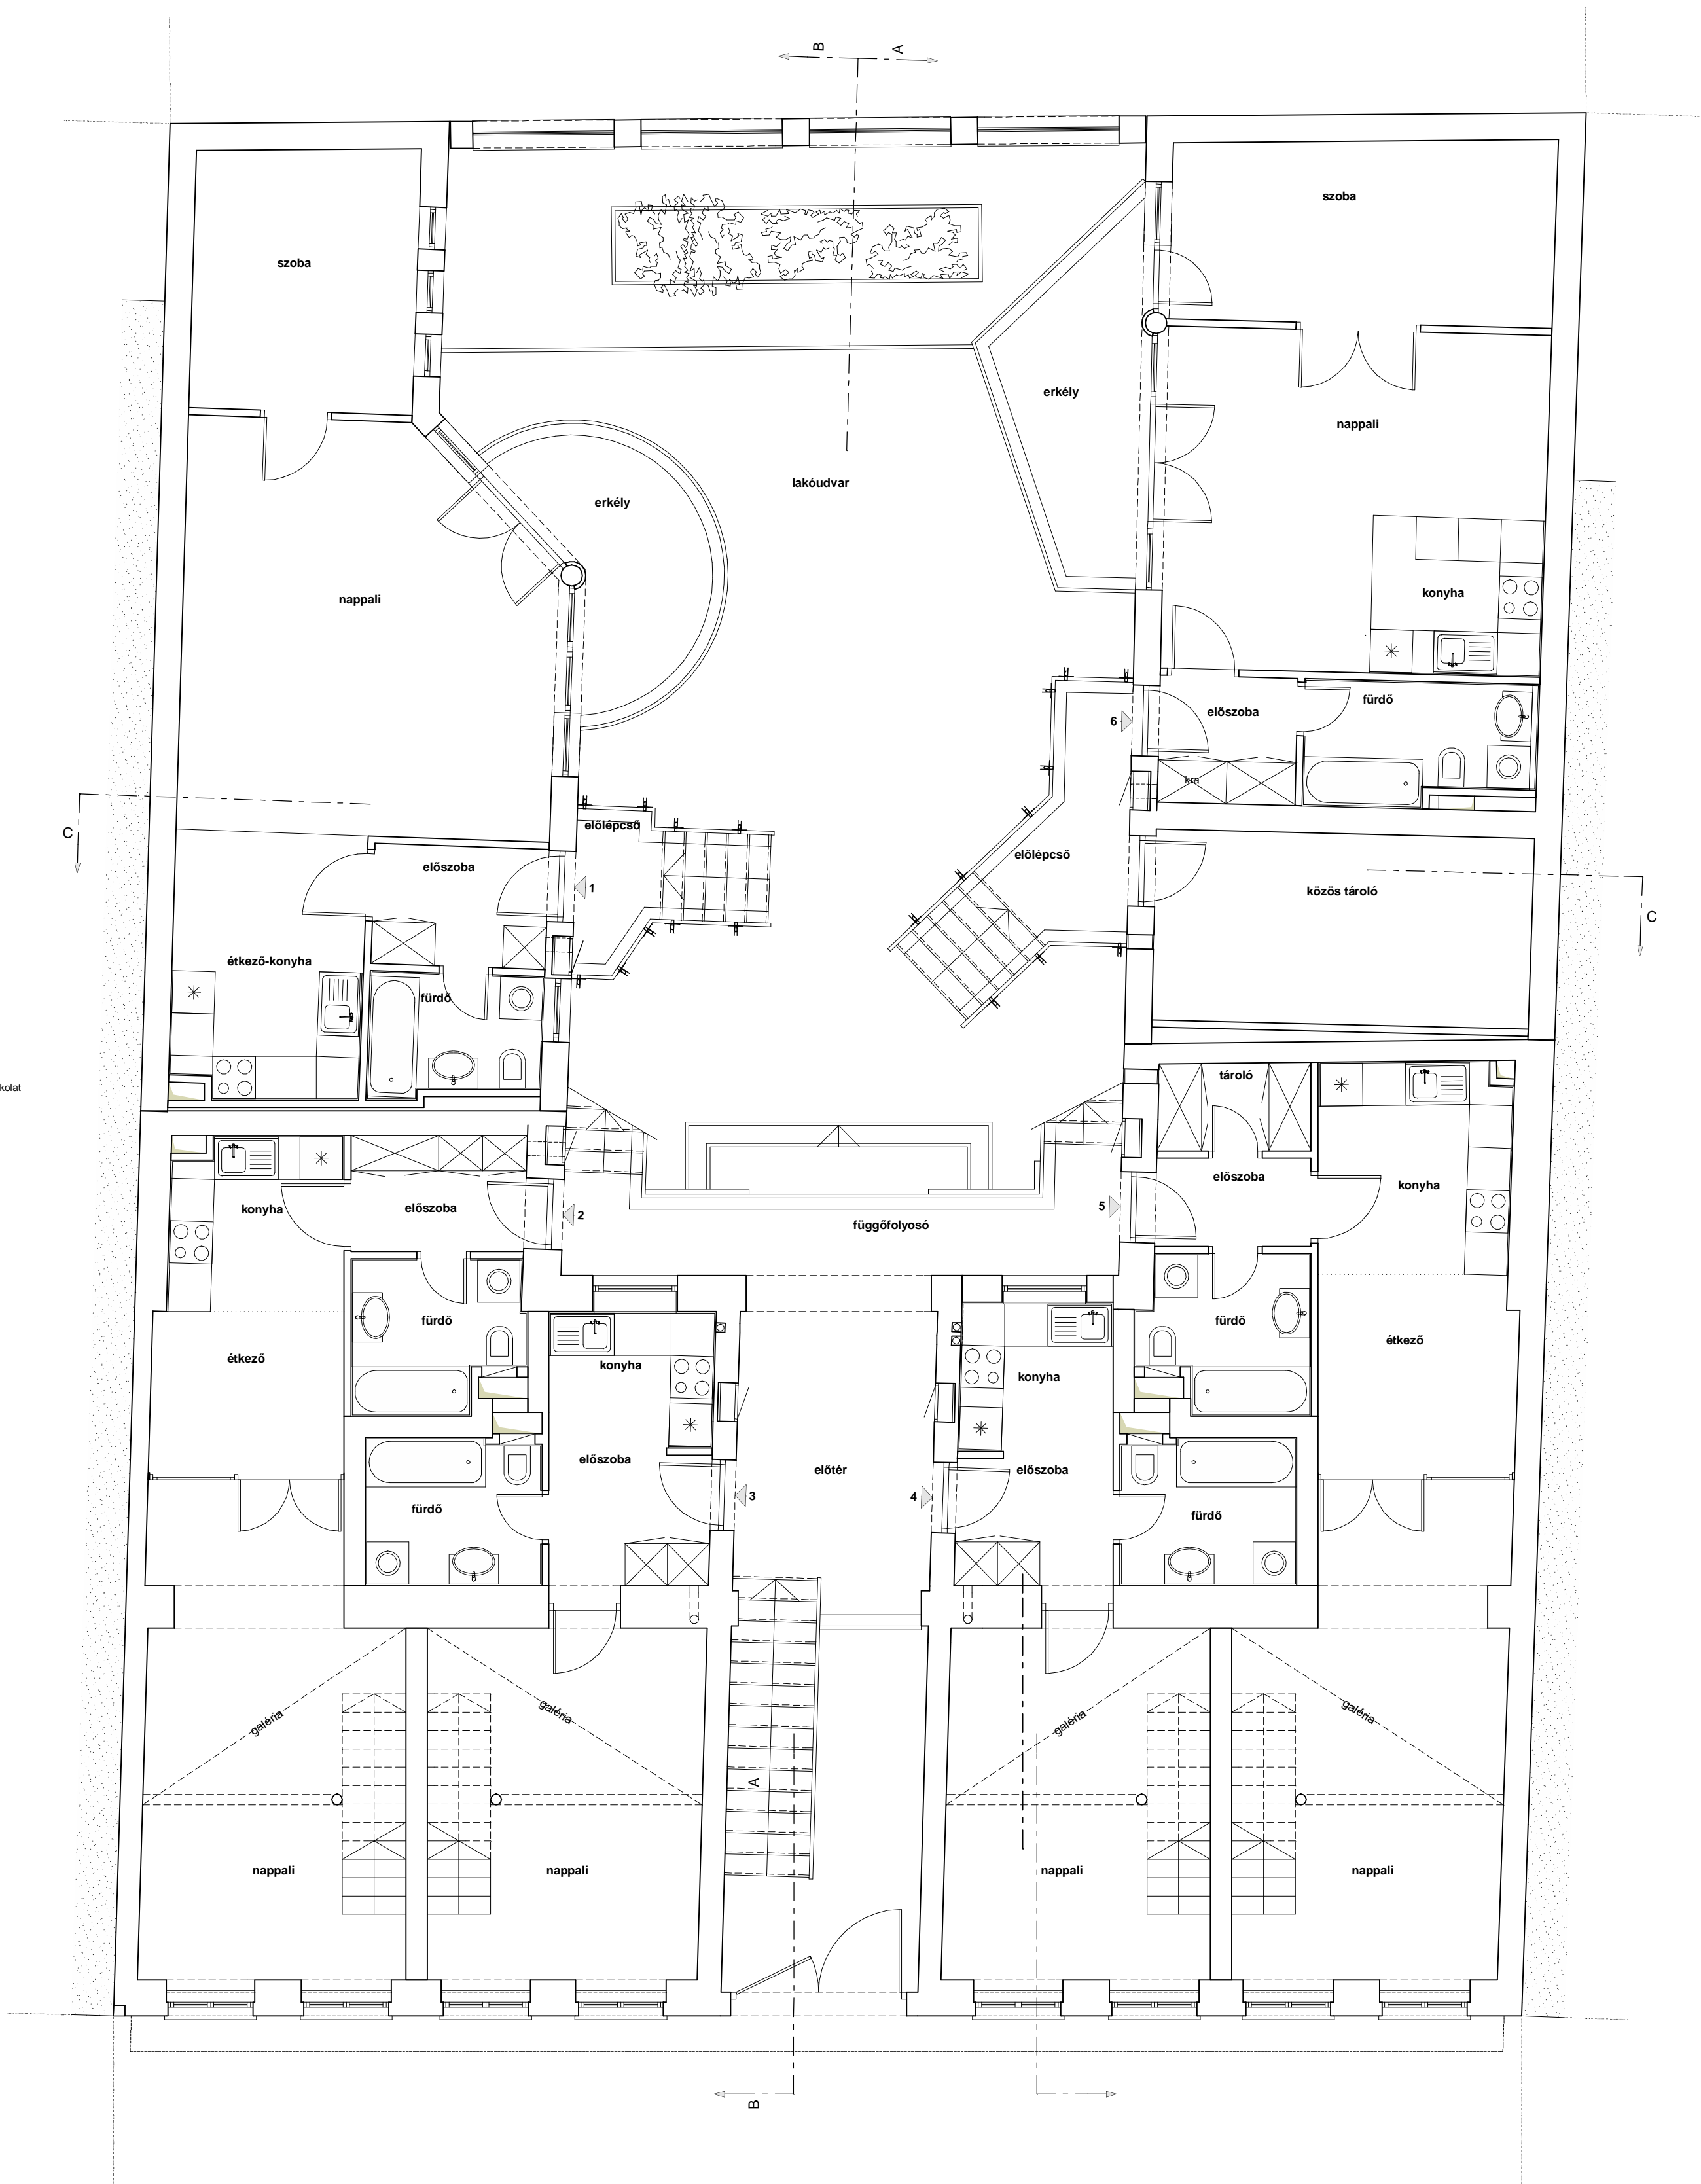 B
A
szoba
szoba
erkély
nappali
lakóudvar
erkély
nappali
konyha
fürdő
előszoba
6
kra
C
előlépcső
előlépcső
előszoba
1
közös tároló
C
étkező-konyha
fürdő
kolat
tároló
előszoba
konyha
konyha
előszoba
2
5
függőfolyosó
fürdő
fürdő
étkező
étkező
konyha
konyha
előszoba
előtér
előszoba
3
4
fürdő
fürdő
galéria
galéria
galéria
galéria
A
nappali
nappali
nappali
nappali
B